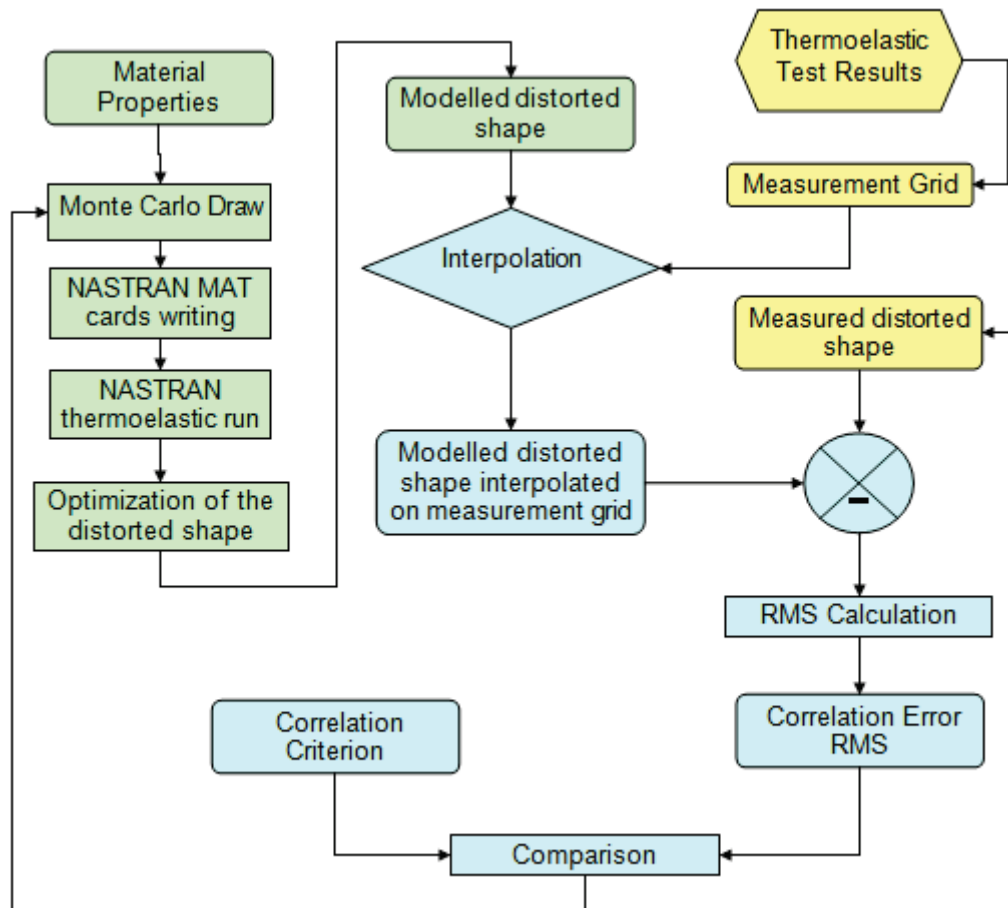 Material
Properties
Monte Carlo Draw
NASTRAN MAT
cards writing
NASTRAN
thermoelastic run
Optimization of the
distorted shape
Modelled distorted
shape
Interpolation
Modelled distorted
shape interpolated
on measurement grid
Thermoelastic
Test Results
Measurement Grid
Measured distorted
shape
-
RMS Calculation
Correlation Error
RMS
Correlation
Criterion
Comparison